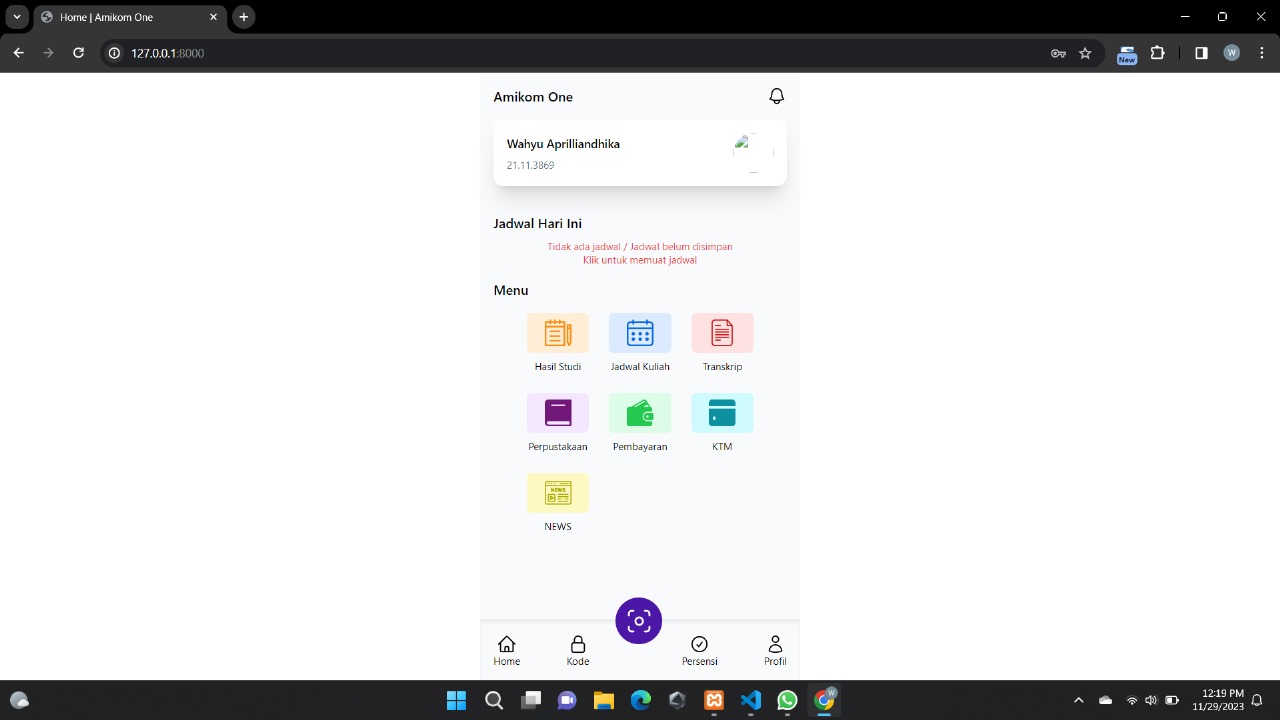 Home | Amikom One
127.0.0.1:8000
New
W
Amikom One
Wahyu Aprilliandhika
21.11.3869
Jadwal Hari Ini
Tidak ada jadwal / Jadwal belum disimpan
Klik untuk memuat jadwal
Menu
Hasil Studi
Jadwal Kuliah
Transkrip
Perpustakaan
Pembayaran
KTM
NEWS
NEWS
Home
Kode
Persensi
Profil
W
12:19 PM
11/29/2023